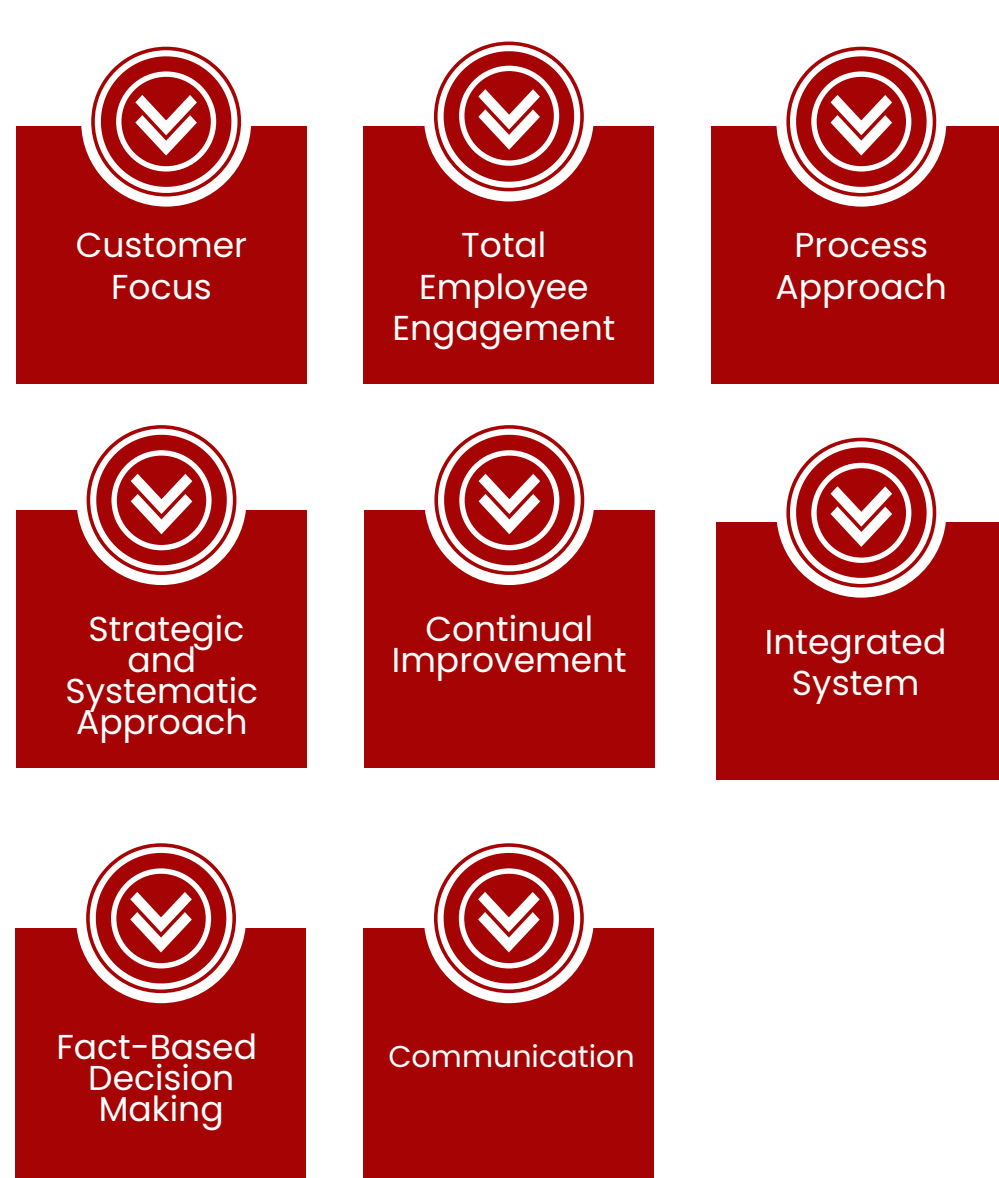 Customer
Focus
Total
Employee
Engagement
Process
Approach
Strategic
and
Systematic
Approach
Continual
Improvement
Integrated
System
Fact-Based
Decision
Making
Communication